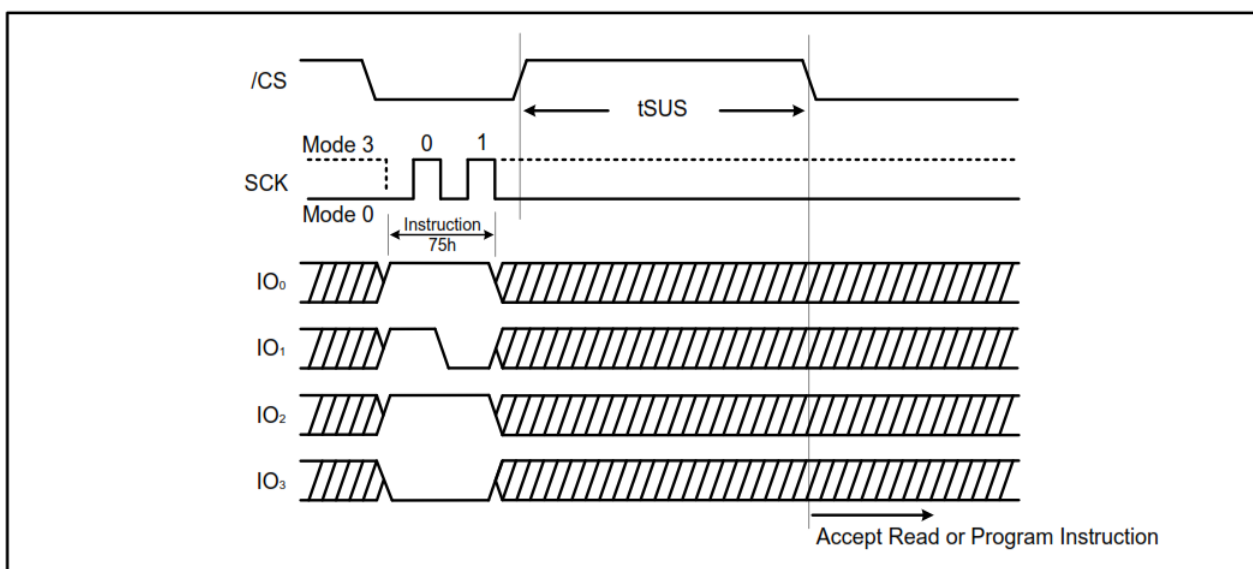 /CS
tSUS
Mode 3 0 1
SCK
Mode 0
Instruction
75h
IO₀
IO₁
IO₂
IO₃
Accept Read or Program Instruction